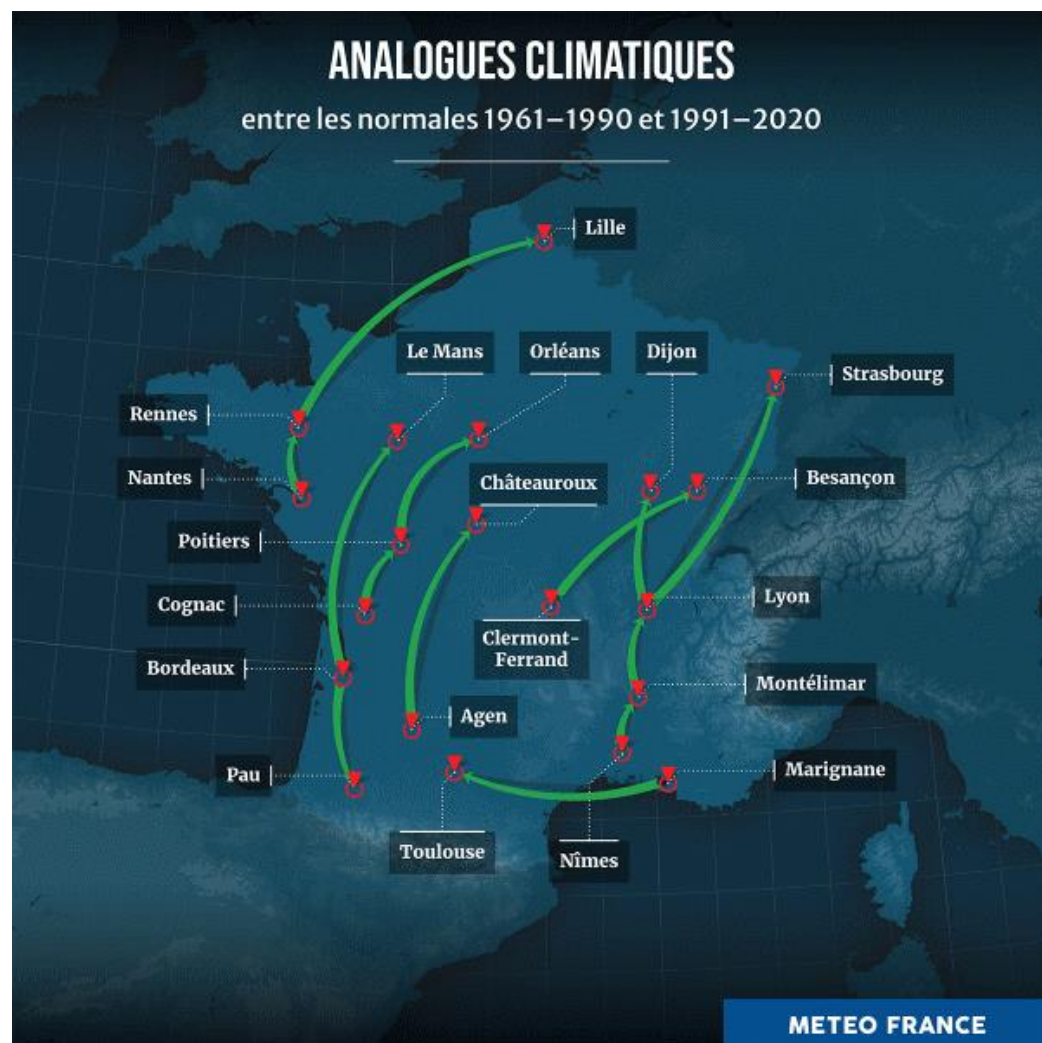 ANALOGUES CLIMATIQUES
entre les normales 1961–1990 et 1991–2020
Lille
Le Mans
Orléans
Dijon
Strasbourg
Rennes
Nantes
Châteauroux
Besançon
Poitiers
Cognac
Lyon
Clermont-
Ferrand
Bordeaux
Montélimar
Agen
Pau
Marignane
Toulouse
Nîmes
METEO FRANCE